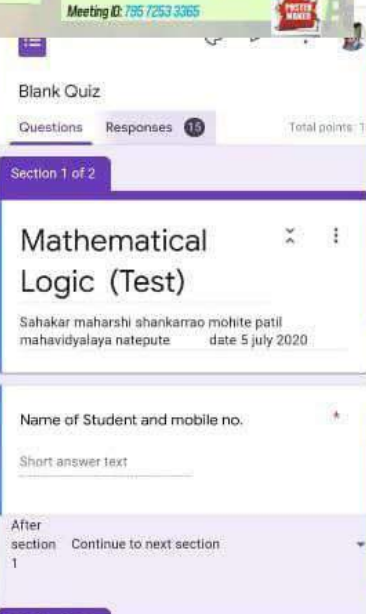 Meeting ID: 795 7253 3365
POSTER
MAKER
Blank Quiz
Questions Responses 15 Total points: 1
Section 1 of 2
Mathematical
Logic (Test)
Sahakar maharshi shankarrao mohite patil
mahavidyalaya natepute date 5 july 2020
Name of Student and mobile no. *
Short answer text
After
section Continue to next section
1